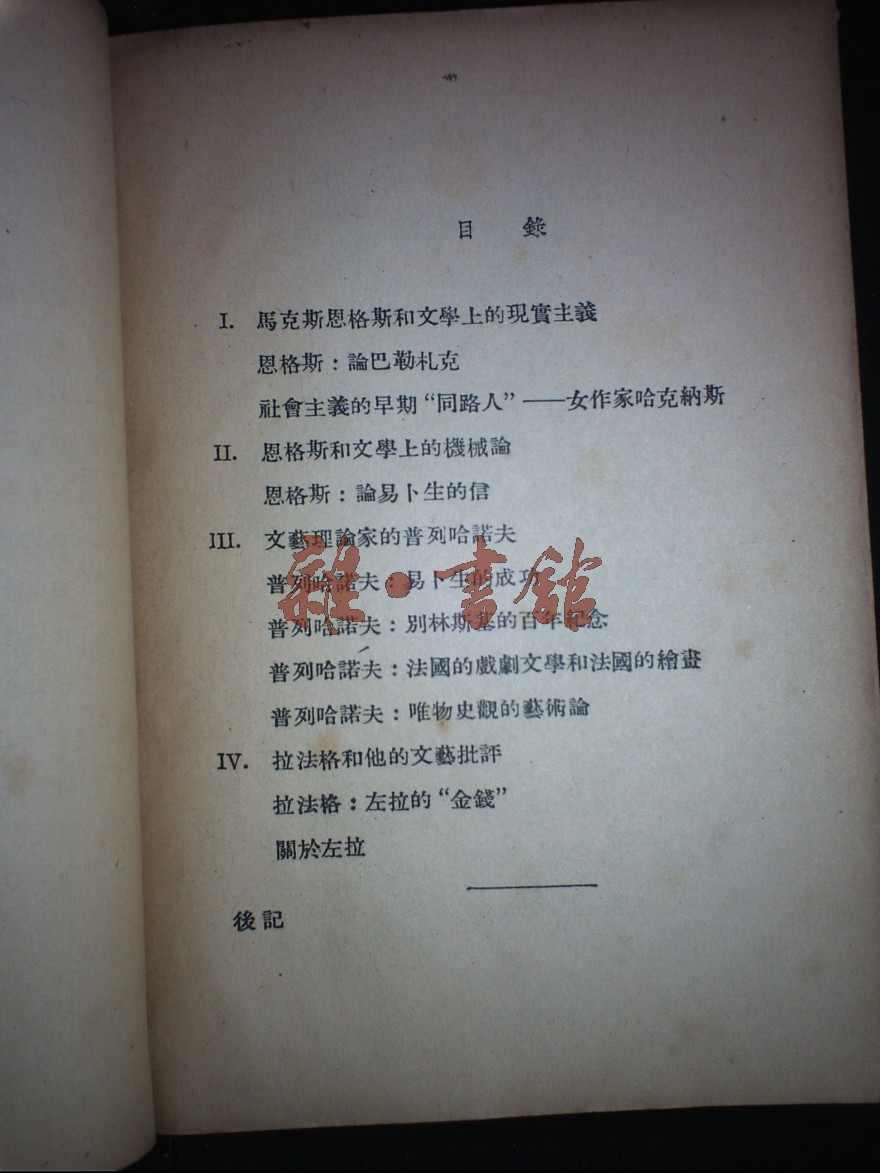 目　錄
I. 馬克斯恩格斯和文學上的現實主義
恩格斯：論巴勒札克
社會主義的早期“同路人”——女作家哈克納斯
II. 恩格斯和文學上的機械論
恩格斯：論易卜生的信
III. 文藝理論家的普列哈諾夫
普列哈諾夫：易卜生的成功
普列哈諾夫：別林斯基的百年紀念
普列哈諾夫：法國的戲劇文學和法國的繪畫
普列哈諾夫：唯物史觀的藝術論
IV. 拉法格和他的文藝批評
拉法格：左拉的“金錢”
關於左拉
後記
雜·書館